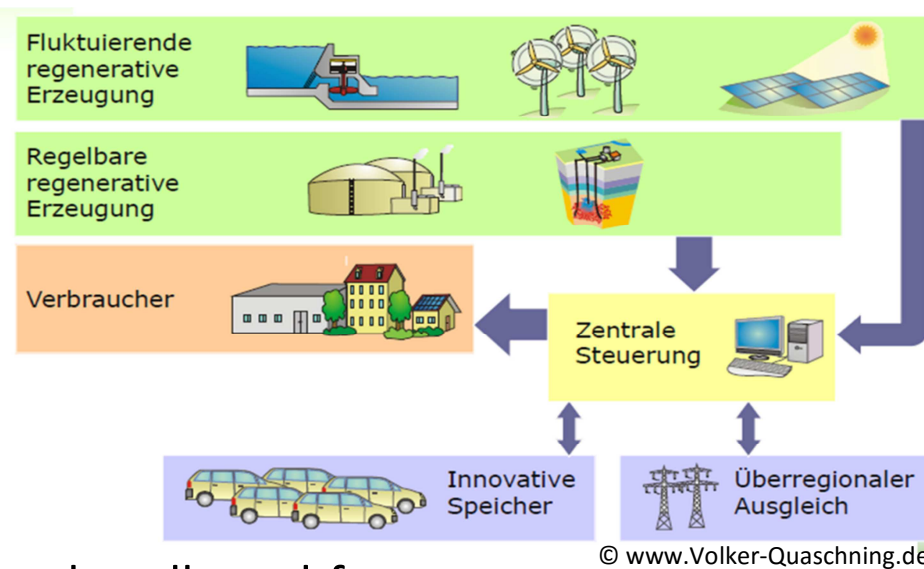 Fluktuierende
regenerative
Erzeugung
Regelbare
regenerative
Erzeugung
Verbraucher
Zentrale
Steuerung
Innovative
Speicher
Überregionaler
Ausgleich
© www.Volker-Quaschning.de